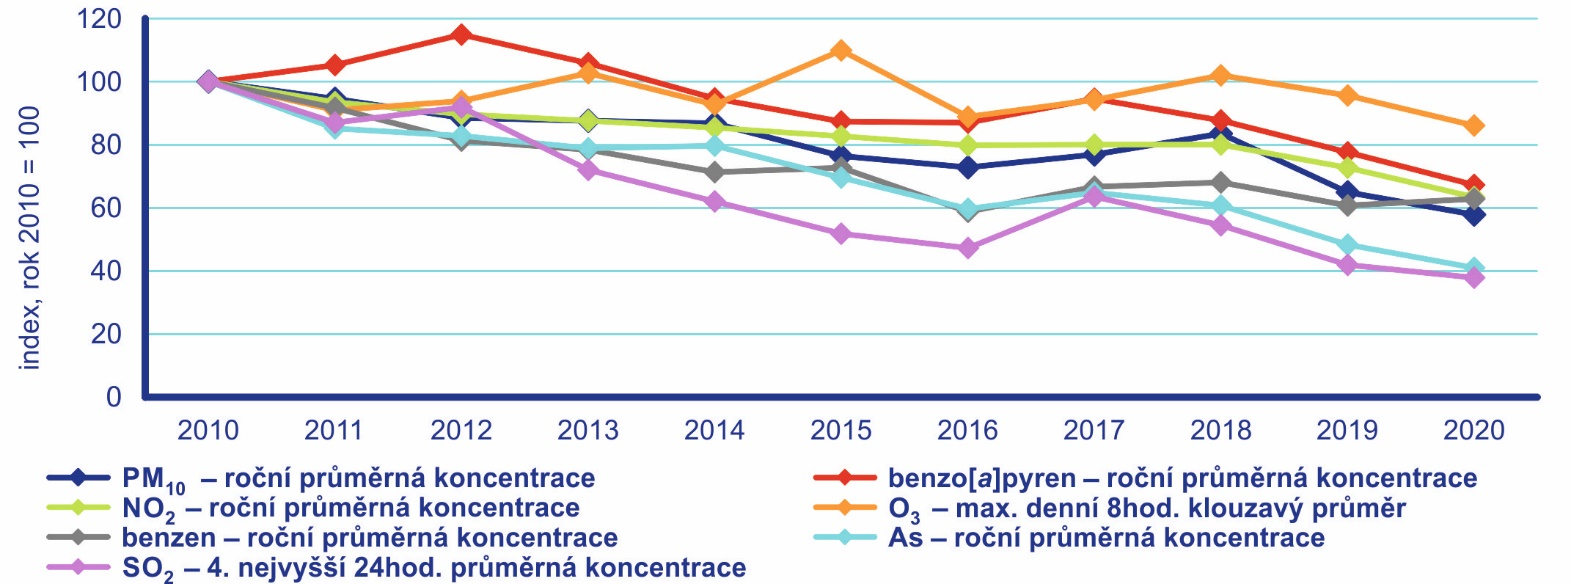 120
100
80
60
40
20
0
index, rok 2010 = 100
2010 2011 2012 2013 2014 2015 2016 2017 2018 2019 2020
PM10 – roční průměrná koncentrace
benzo[a]pyren – roční průměrná koncentrace
NO2 – roční průměrná koncentrace
O3 – max. denní 8hod. klouzavý průměr
benzen – roční průměrná koncentrace
As – roční průměrná koncentrace
SO2 – 4. nejvyšší 24hod. průměrná koncentrace